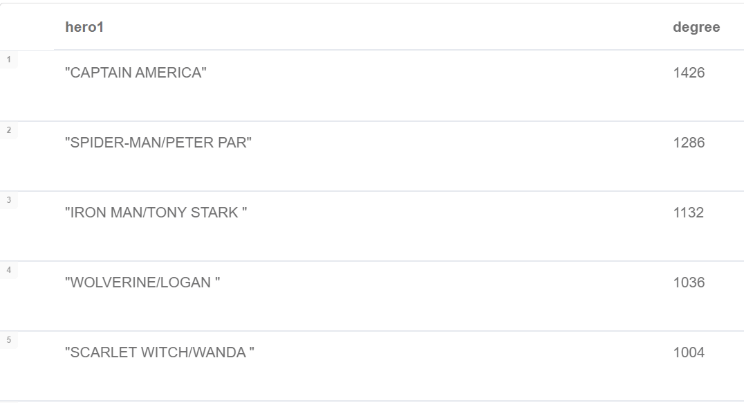 hero1 degree
1
"CAPTAIN AMERICA" 1426
2
"SPIDER-MAN/PETER PAR" 1286
3
"IRON MAN/TONY STARK " 1132
4
"WOLVERINE/LOGAN " 1036
5
"SCARLET WITCH/WANDA " 1004